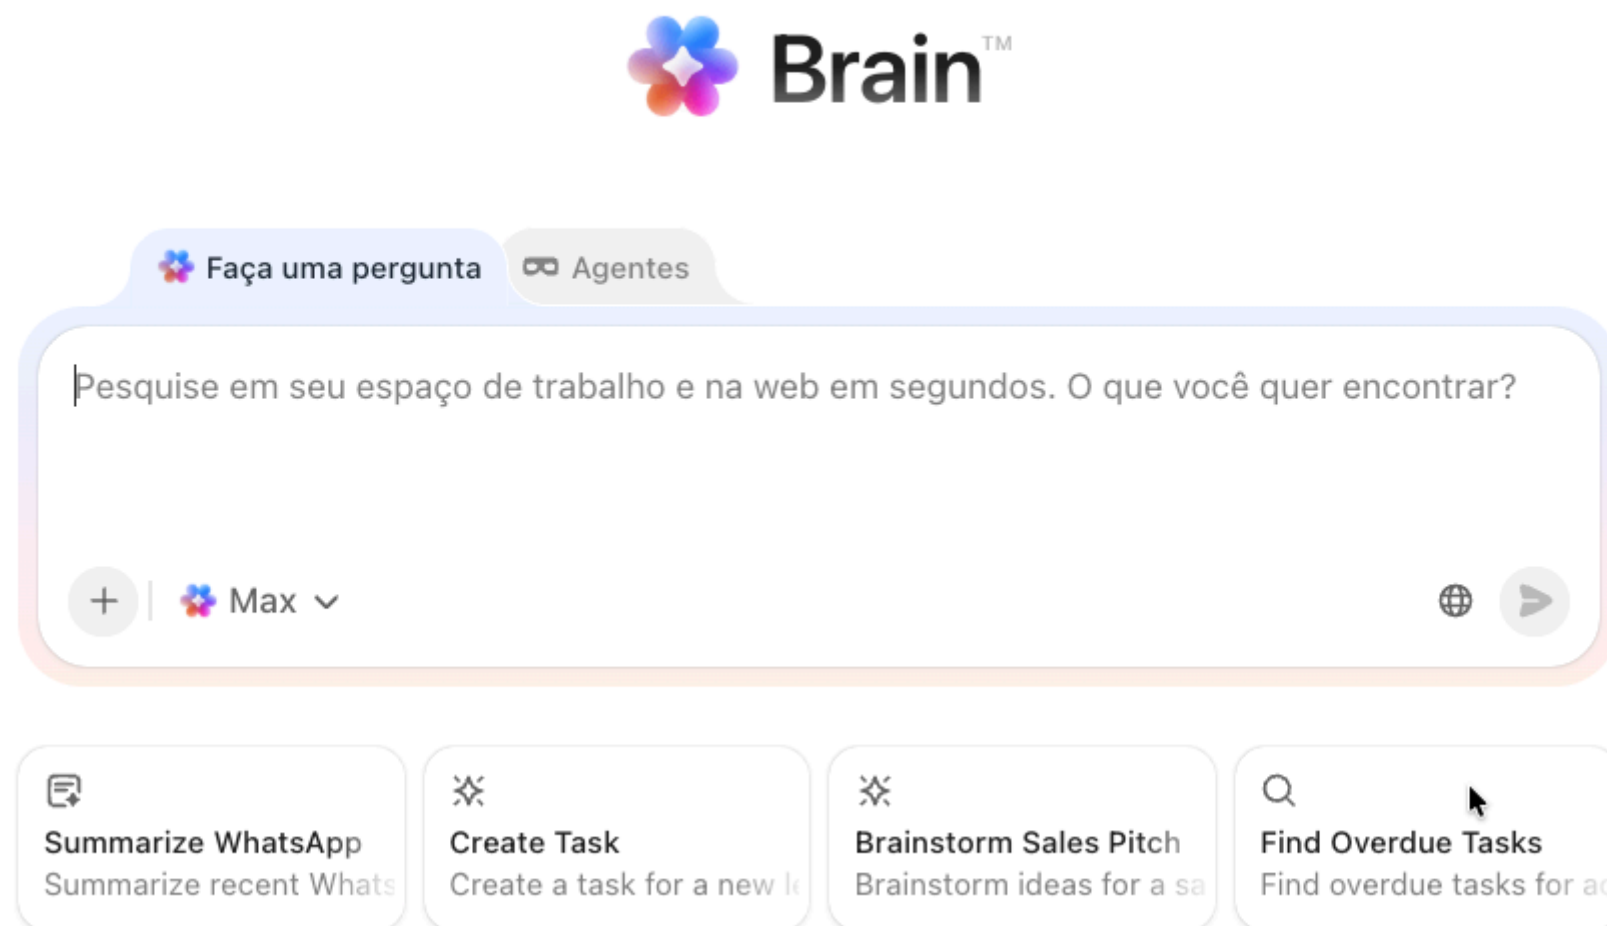 Brain™
Faça uma pergunta
Agentes
Pesquise em seu espaço de trabalho e na web em segundos. O que você quer encontrar?
Max
Summarize WhatsApp
Summarize recent Whats
Create Task
Create a task for a new
Brainstorm Sales Pitch
Brainstorm ideas for a sa
Find Overdue Tasks
Find overdue tasks for